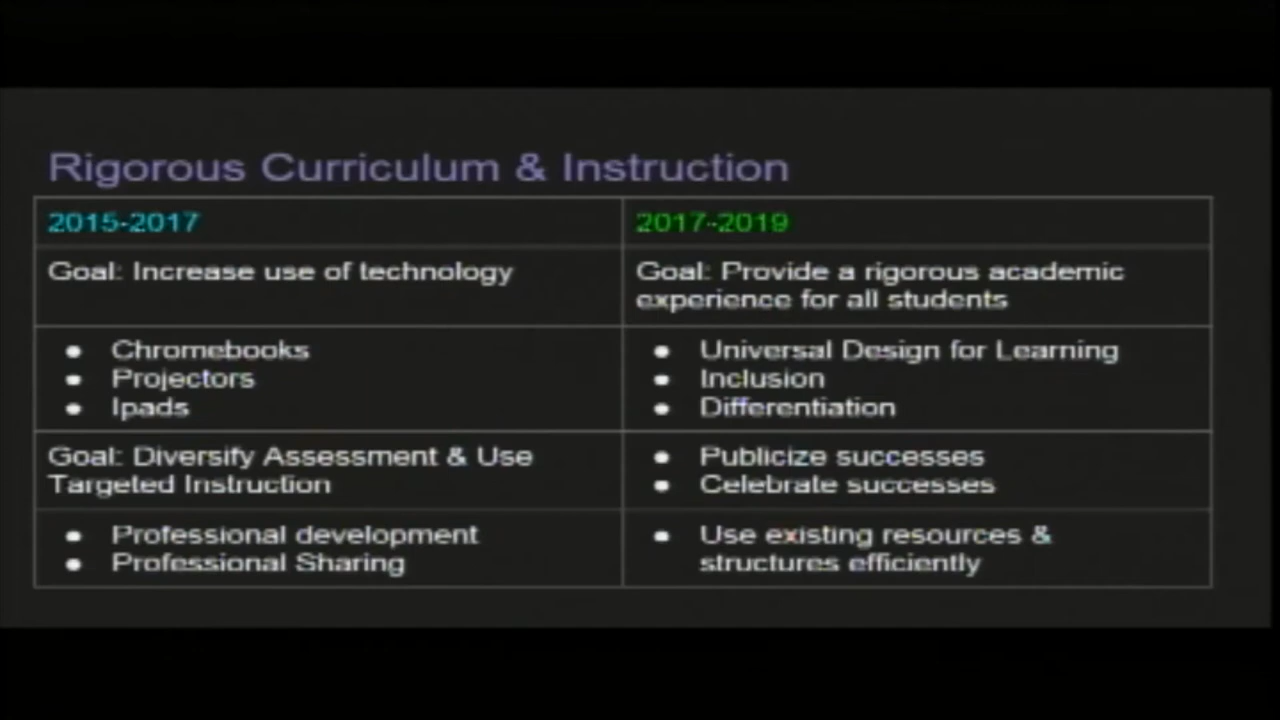 Rigorous Curriculum & Instruction
2015-2017
2017-2019
Goal: Increase use of technology
Goal: Provide a rigorous academic
experience for all students
● Chromebooks
● Projectors
● Ipads
● Universal Design for Learning
● Inclusion
● Differentiation
Goal: Diversify Assessment & Use
Targeted Instruction
● Publicize successes
● Celebrate successes
● Professional development
● Professional Sharing
● Use existing resources &
structures efficiently